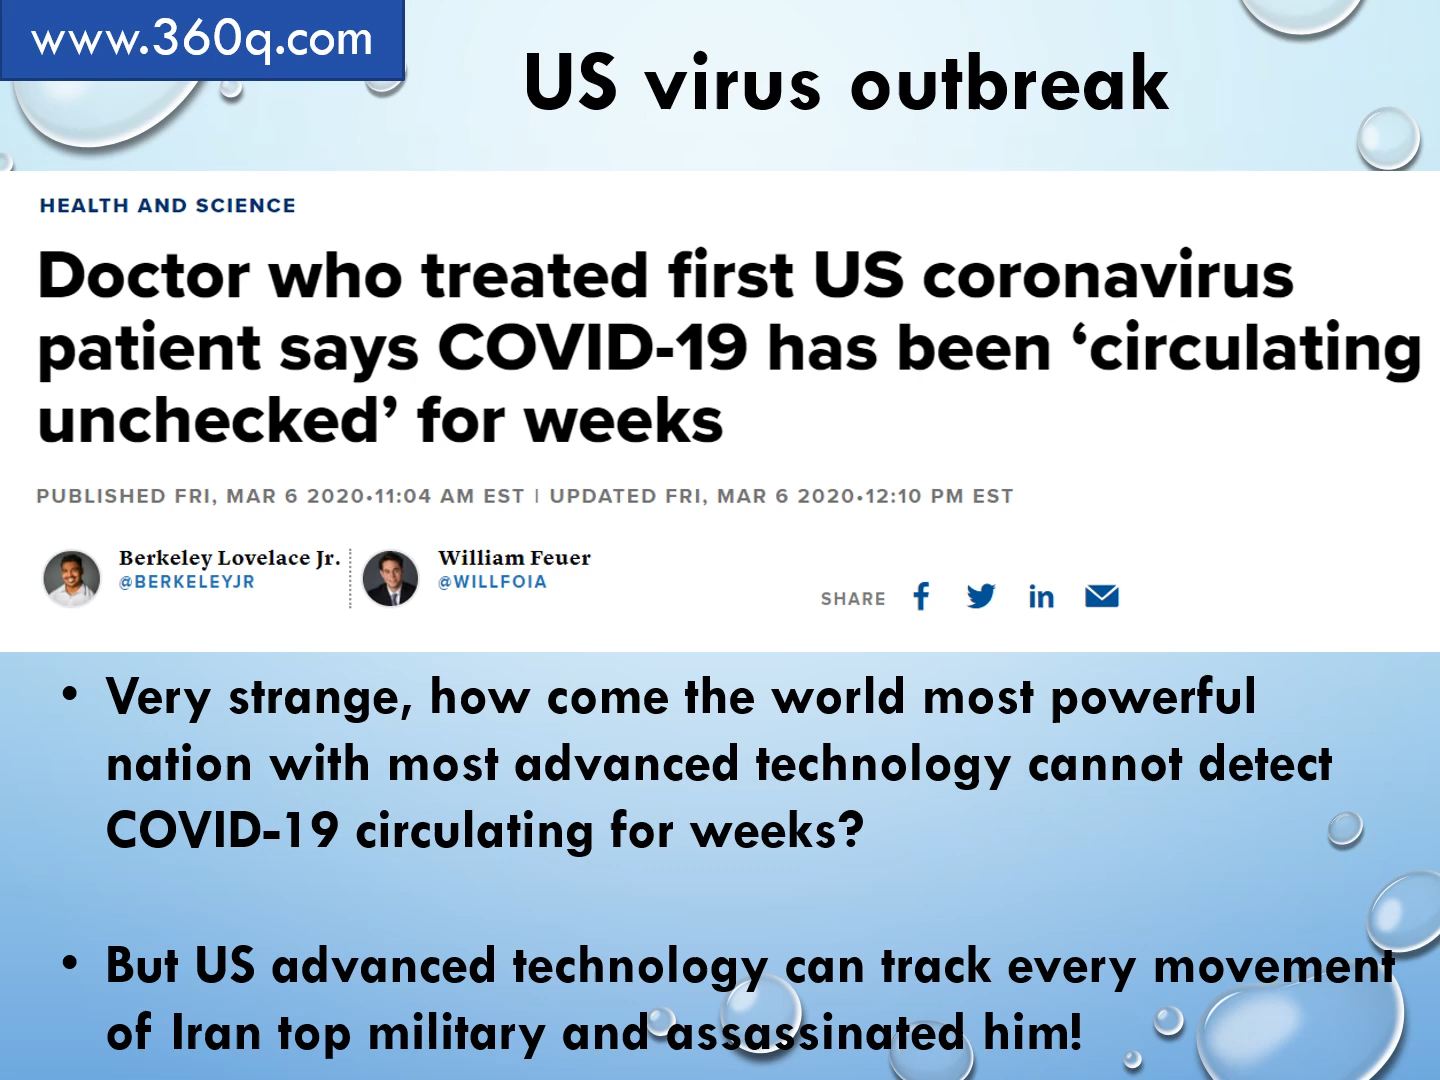 www.360q.com
US virus outbreak
HEALTH AND SCIENCE
Doctor who treated first US coronavirus
patient says COVID-19 has been ‘circulating
unchecked’ for weeks
PUBLISHED FRI, MAR 6 2020•11:04 AM EST | UPDATED FRI, MAR 6 2020•12:10 PM EST
Berkeley Lovelace Jr.
@BERKELEYJR
William Feuer
@WILLFOIA
SHARE
• Very strange, how come the world most powerful
nation with most advanced technology cannot detect
COVID-19 circulating for weeks?
• But US advanced technology can track every movement
of Iran top military and assassinated him!